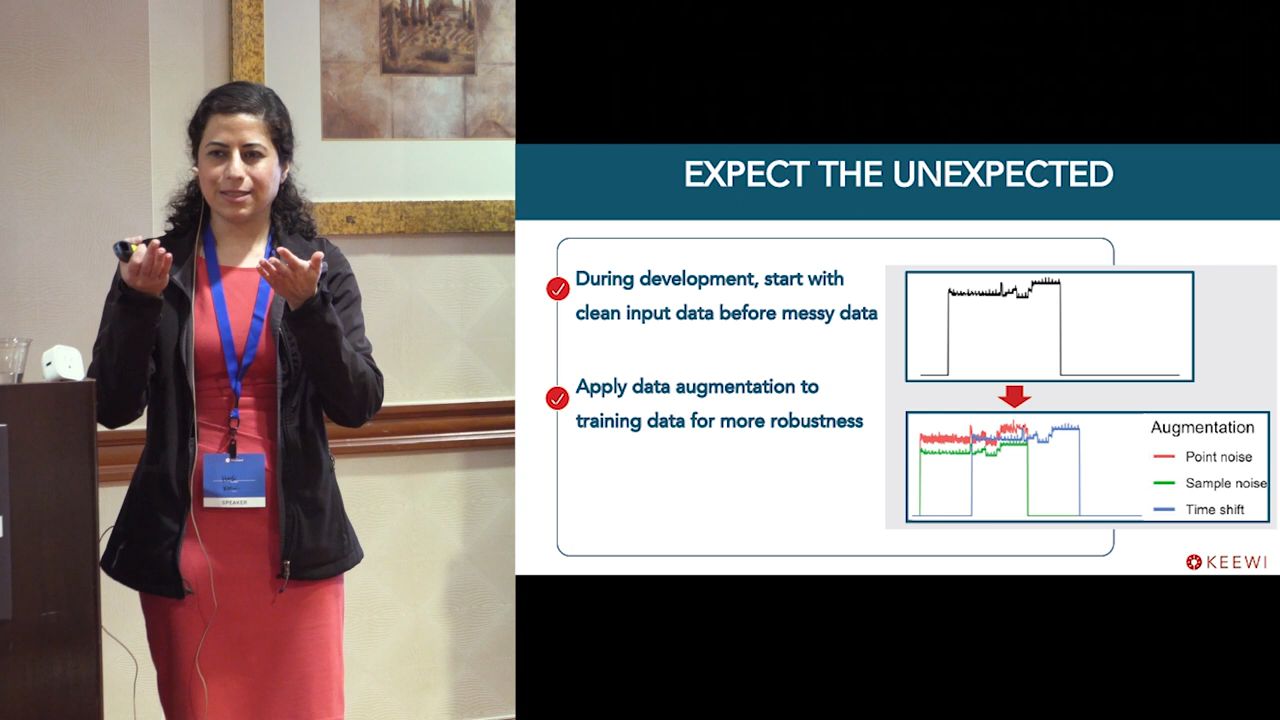 EXPECT THE UNEXPECTED
During development, start with
clean input data before messy data
Apply data augmentation to
training data for more robustness
Augmentation
Point noise
Sample noise
Time shift
KEEWI
SPEAKER